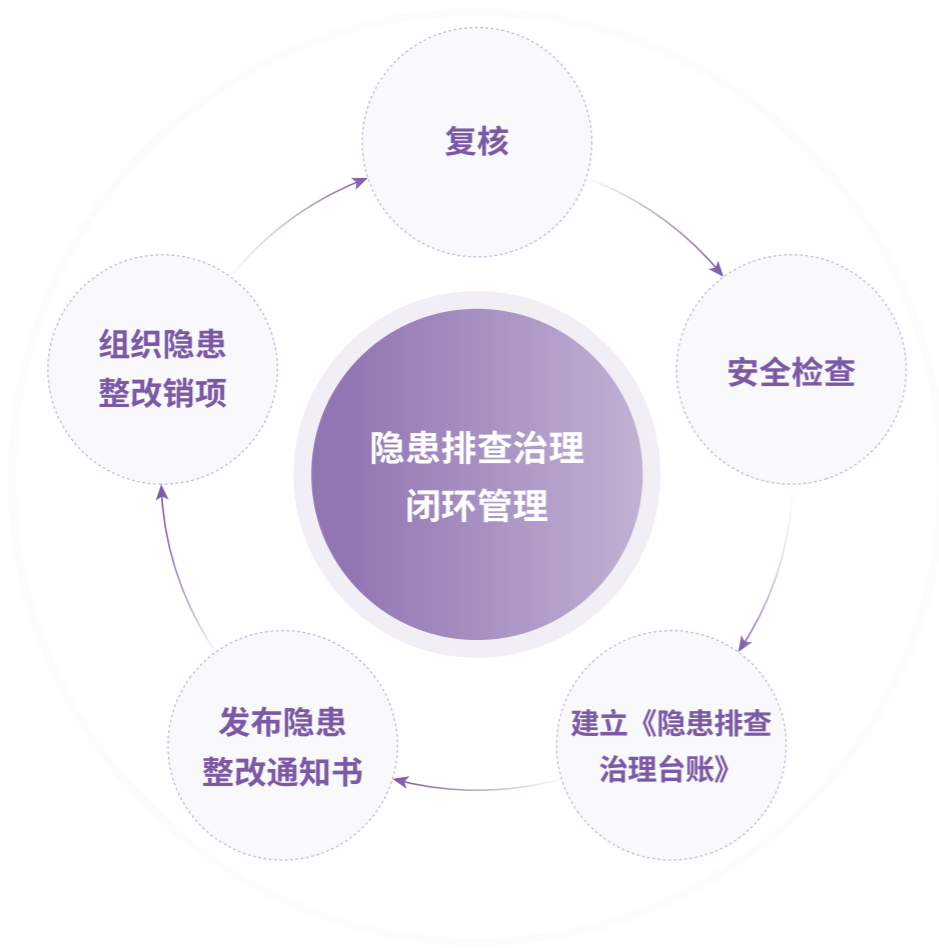 复核
安全检查
建立《隐患排查
治理台账》
发布隐患
整改通知书
组织隐患
整改销项
隐患排查治理
闭环管理